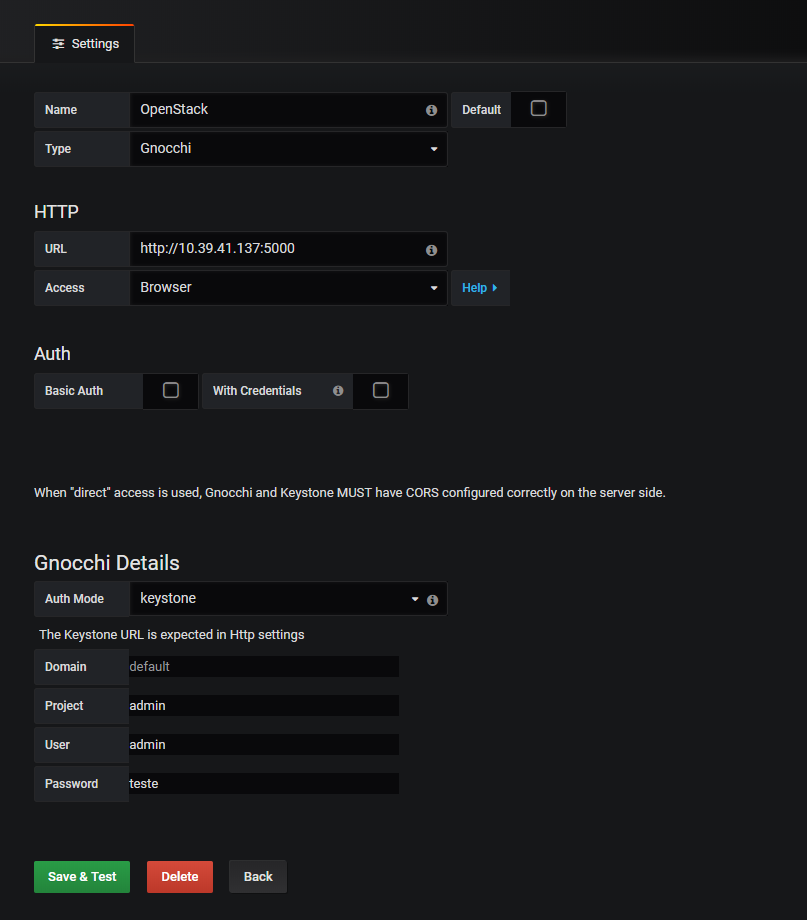 Settings
Name OpenStack Default
Type Gnocchi
HTTP
URL http://10.39.41.137:5000
Access Browser Help
Auth
Basic Auth With Credentials
When "direct" access is used, Gnocchi and Keystone MUST have CORS configured correctly on the server side.
Gnocchi Details
Auth Mode keystone
The Keystone URL is expected in Http settings
Domain default
Project admin
User admin
Password teste
Save & Test Delete Back